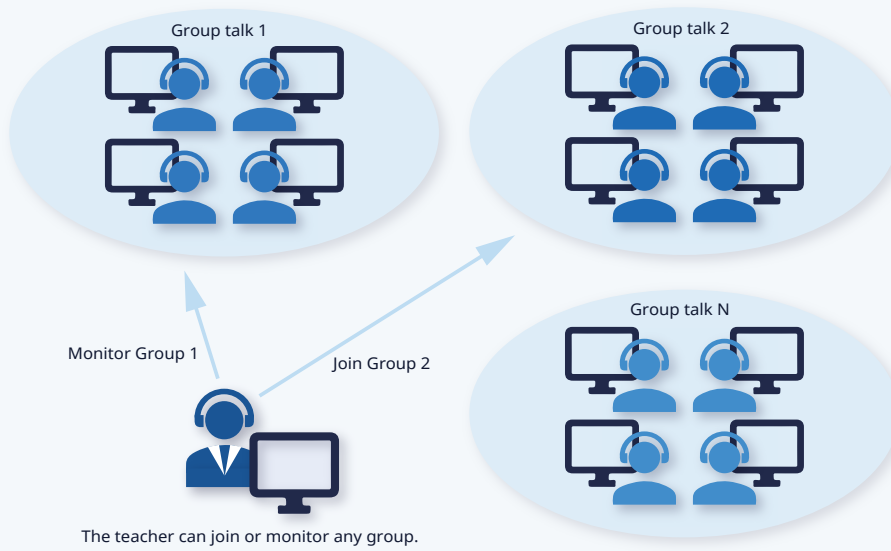 Group talk 1
Group talk 2
Monitor Group 1
Join Group 2
Group talk N
The teacher can join or monitor any group.